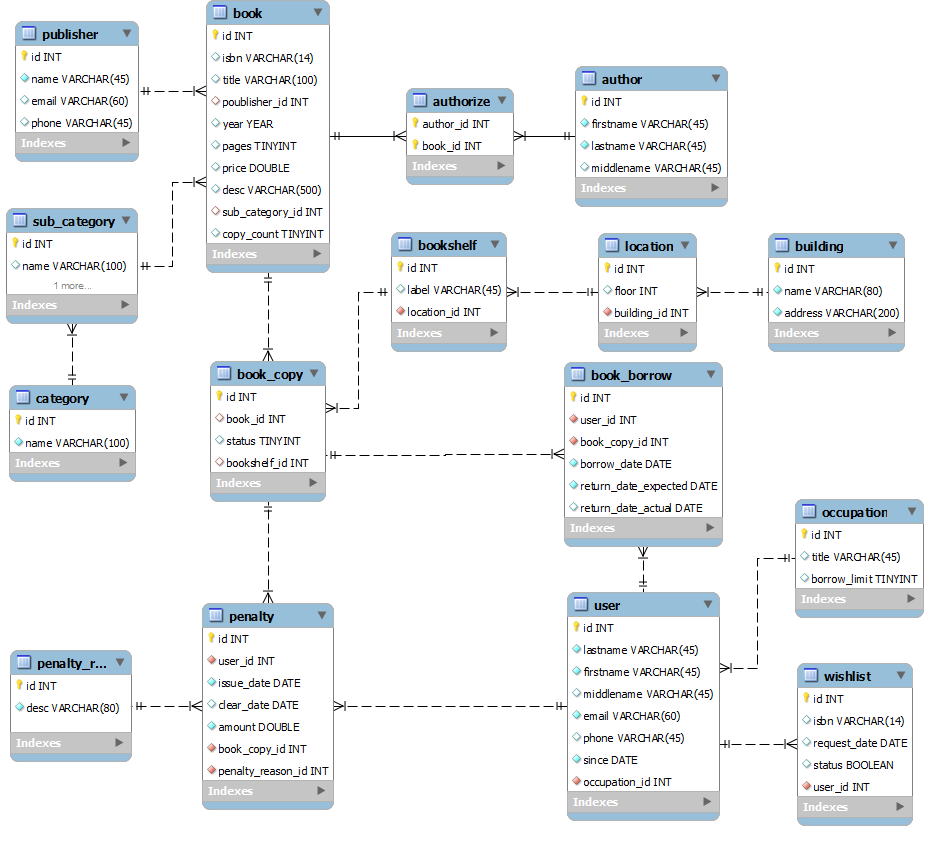 publisher
id INT
name VARCHAR(45)
email VARCHAR(60)
phone VARCHAR(45)
Indexes
book
id INT
isbn VARCHAR(14)
title VARCHAR(100)
poublisher_id INT
year YEAR
pages TINYINT
price DOUBLE
desc VARCHAR(500)
sub_category_id INT
copy_count TINYINT
Indexes
authorize
author_id INT
book_id INT
Indexes
author
id INT
firstname VARCHAR(45)
lastname VARCHAR(45)
middlename VARCHAR(45)
Indexes
sub_category
id INT
name VARCHAR(100)
1 more...
Indexes
bookshelf
id INT
label VARCHAR(45)
location_id INT
Indexes
location
id INT
floor INT
building_id INT
Indexes
building
id INT
name VARCHAR(80)
address VARCHAR(200)
Indexes
category
id INT
name VARCHAR(100)
Indexes
book_copy
id INT
book_id INT
status TINYINT
bookshelf_id INT
Indexes
book_borrow
id INT
user_id INT
book_copy_id INT
borrow_date DATE
return_date_expected DATE
return_date_actual DATE
Indexes
occupation
id INT
title VARCHAR(45)
borrow_limit TINYINT
Indexes
penalty_r...
id INT
desc VARCHAR(80)
Indexes
penalty
id INT
user_id INT
issue_date DATE
clear_date DATE
amount DOUBLE
book_copy_id INT
penalty_reason_id INT
Indexes
user
id INT
lastname VARCHAR(45)
firstname VARCHAR(45)
middlename VARCHAR(45)
email VARCHAR(60)
phone VARCHAR(45)
since DATE
occupation_id INT
Indexes
wishlist
id INT
isbn VARCHAR(14)
request_date DATE
status BOOLEAN
user_id INT
Indexes